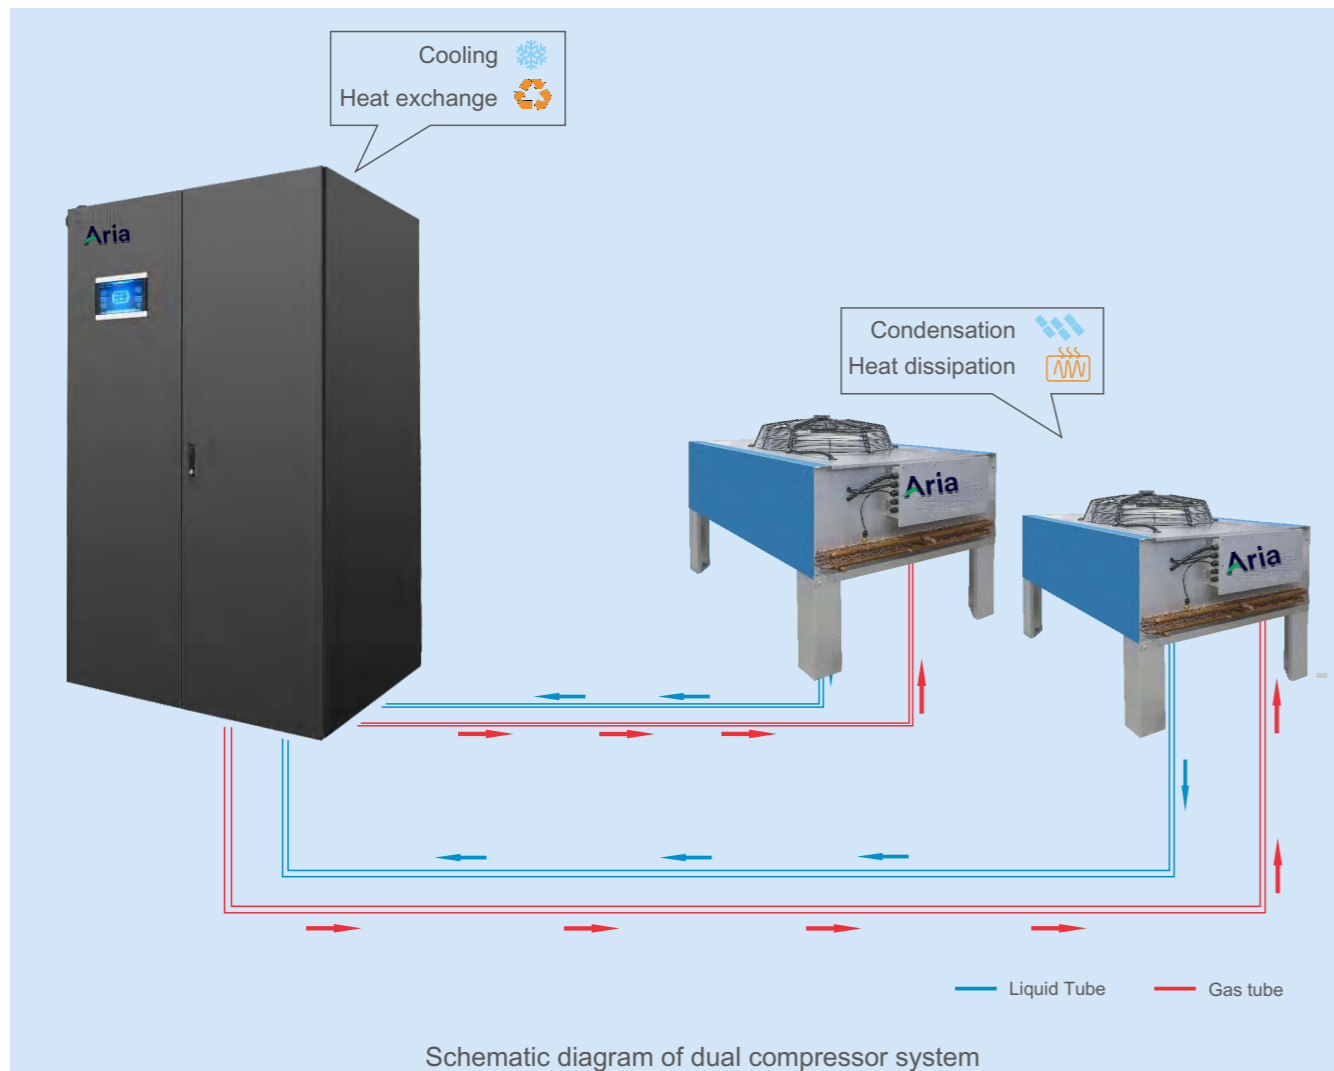 Cooling
Heat exchange
Aria
Condensation
Heat dissipation
Aria
Aria
Liquid Tube
Gas tube
Schematic diagram of dual compressor system